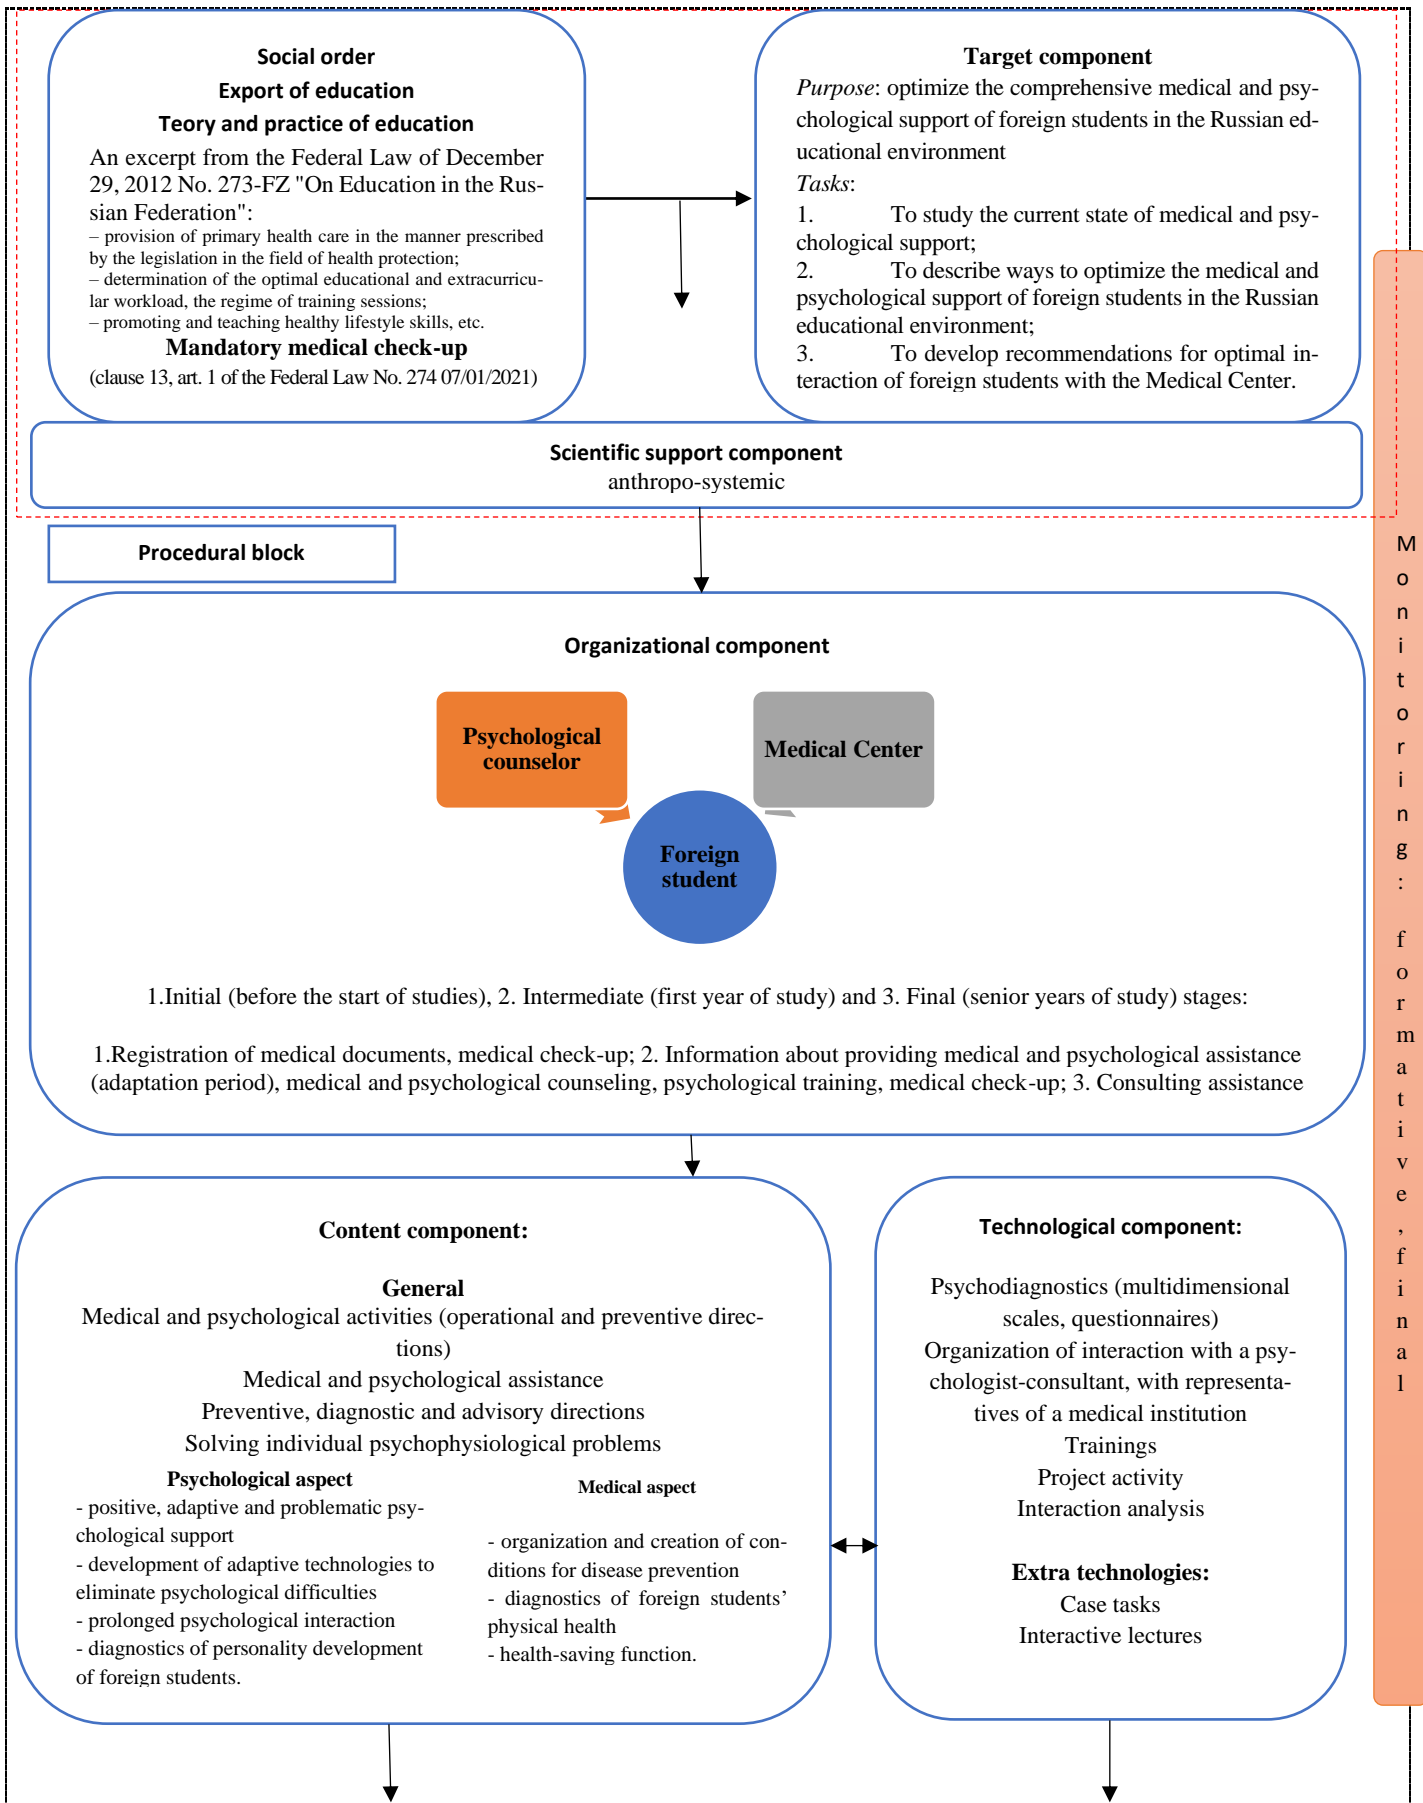 Social order
Export of education
Teory and practice of education
An excerpt from the Federal Law of December
29, 2012 No. 273-FZ "On Education in the Rus-
sian Federation":
– provision of primary health care in the manner prescribed
by the legislation in the field of health protection;
– determination of the optimal educational and extracurricu-
lar workload, the regime of training sessions;
– promoting and teaching healthy lifestyle skills, etc.
Mandatory medical check-up
(clause 13, art. 1 of the Federal Law No. 274 07/01/2021)
Target component
Purpose: optimize the comprehensive medical and psy-
chological support of foreign students in the Russian ed-
ucational environment
Tasks:
1. To study the current state of medical and psy-
chological support;
2. To describe ways to optimize the medical and
psychological support of foreign students in the Russian
educational environment;
3. To develop recommendations for optimal in-
teraction of foreign students with the Medical Center.
Scientific support component
anthropo-systemic
Procedural block
Organizational component
Psychological
counselor
Medical Center
Foreign
student
1.Initial (before the start of studies), 2. Intermediate (first year of study) and 3. Final (senior years of study) stages:
1.Registration of medical documents, medical check-up; 2. Information about providing medical and psychological assistance
(adaptation period), medical and psychological counseling, psychological training, medical check-up; 3. Consulting assistance
Content component:
General
Medical and psychological activities (operational and preventive direc-
tions)
Medical and psychological assistance
Preventive, diagnostic and advisory directions
Solving individual psychophysiological problems
Psychological aspect
- positive, adaptive and problematic psy-
chological support
- development of adaptive technologies to
eliminate psychological difficulties
- prolonged psychological interaction
- diagnostics of personality development
of foreign students.
Medical aspect
- organization and creation of con-
ditions for disease prevention
- diagnostics of foreign students’
physical health
- health-saving function.
Technological component:
Psychodiagnostics (multidimensional
scales, questionnaires)
Organization of interaction with a psy-
chologist-consultant, with representa-
tives of a medical institution
Trainings
Project activity
Interaction analysis
Extra technologies:
Case tasks
Interactive lectures
Monitoring: formative, final